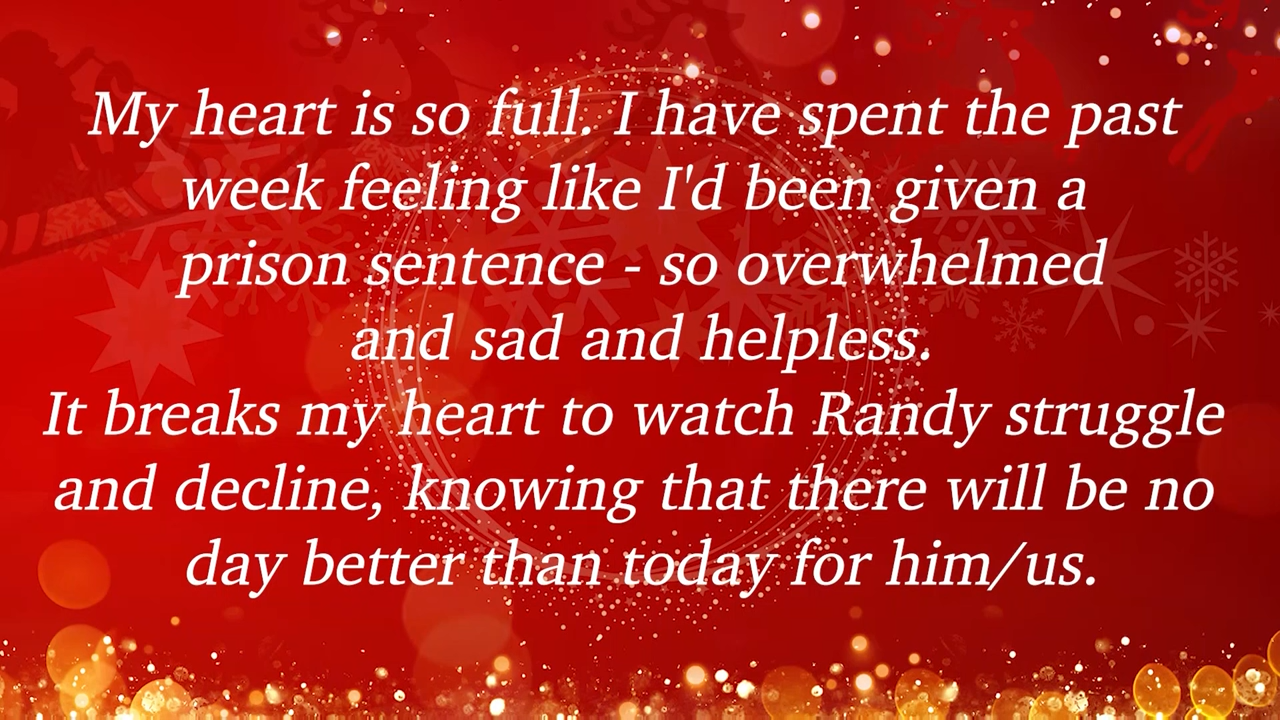 My heart is so full. I have spent the past
week feeling like I'd been given a
prison sentence - so overwhelmed
and sad and helpless.
It breaks my heart to watch Randy struggle
and decline, knowing that there will be no
day better than today for him/us.